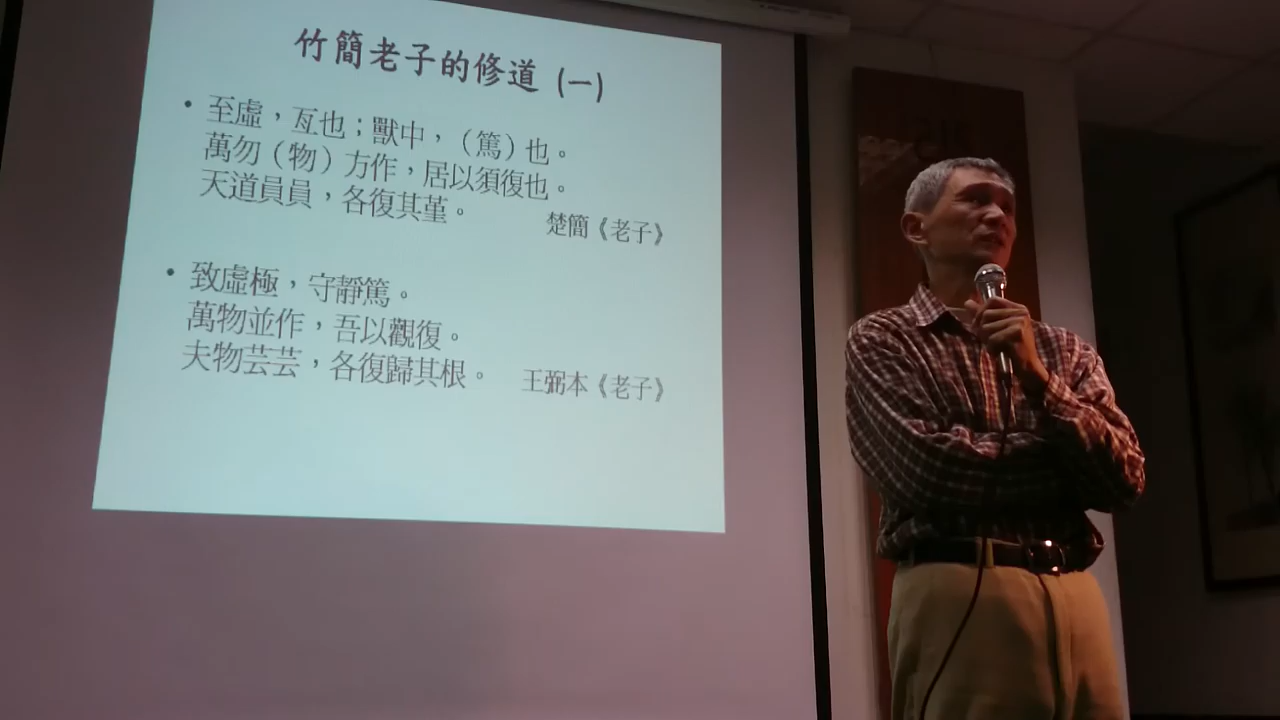 竹簡老子的修道 (一)
• 至虛，亙也；獸中，（篤）也。
萬勿（物）方作，居以須復也。
天道員員，各復其堇。 楚簡《老子》
• 致虛極，守靜篤。
萬物並作，吾以觀復。
夫物芸芸，各復歸其根。 王弼本《老子》